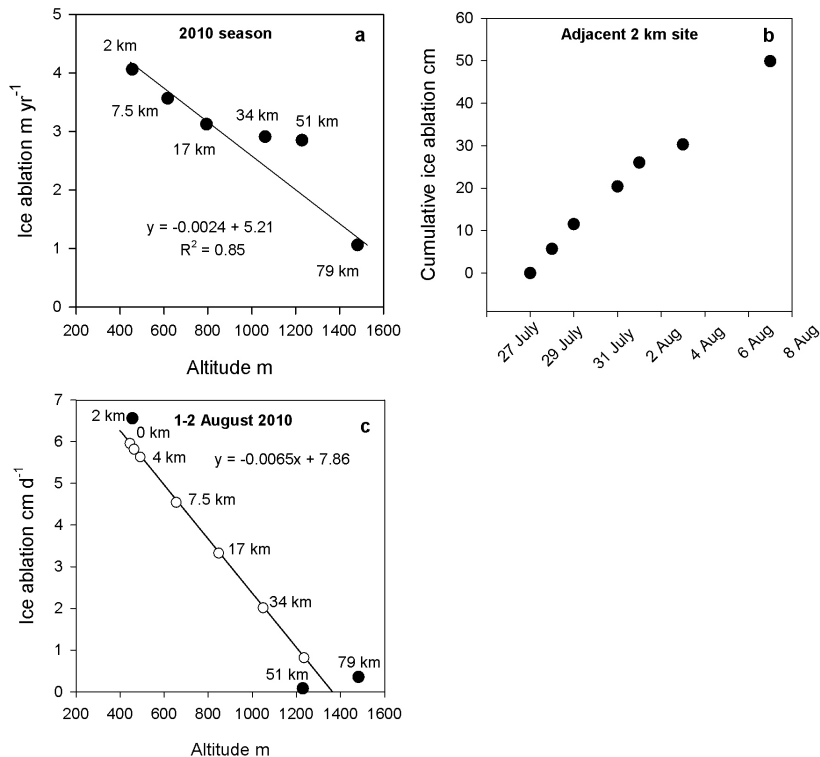 2010 season
a
5
4
3
2
1
0
Ice ablation m yr-1
2 km
7.5 km
17 km
34 km
51 km
79 km
y = -0.0024 + 5.21
R2 = 0.85
200 400 600 800 1000 1200 1400 1600
Altitude m
Adjacent 2 km site
b
60
50
40
30
20
10
0
Cumulative ice ablation cm
27 July
29 July
31 July
2 Aug
4 Aug
6 Aug
8 Aug
1-2 August 2010
c
7
6
5
4
3
2
1
0
Ice ablation cm d-1
2 km
0 km
4 km
y = -0.0065x + 7.86
7.5 km
17 km
34 km
51 km
79 km
200 400 600 800 1000 1200 1400 1600
Altitude m